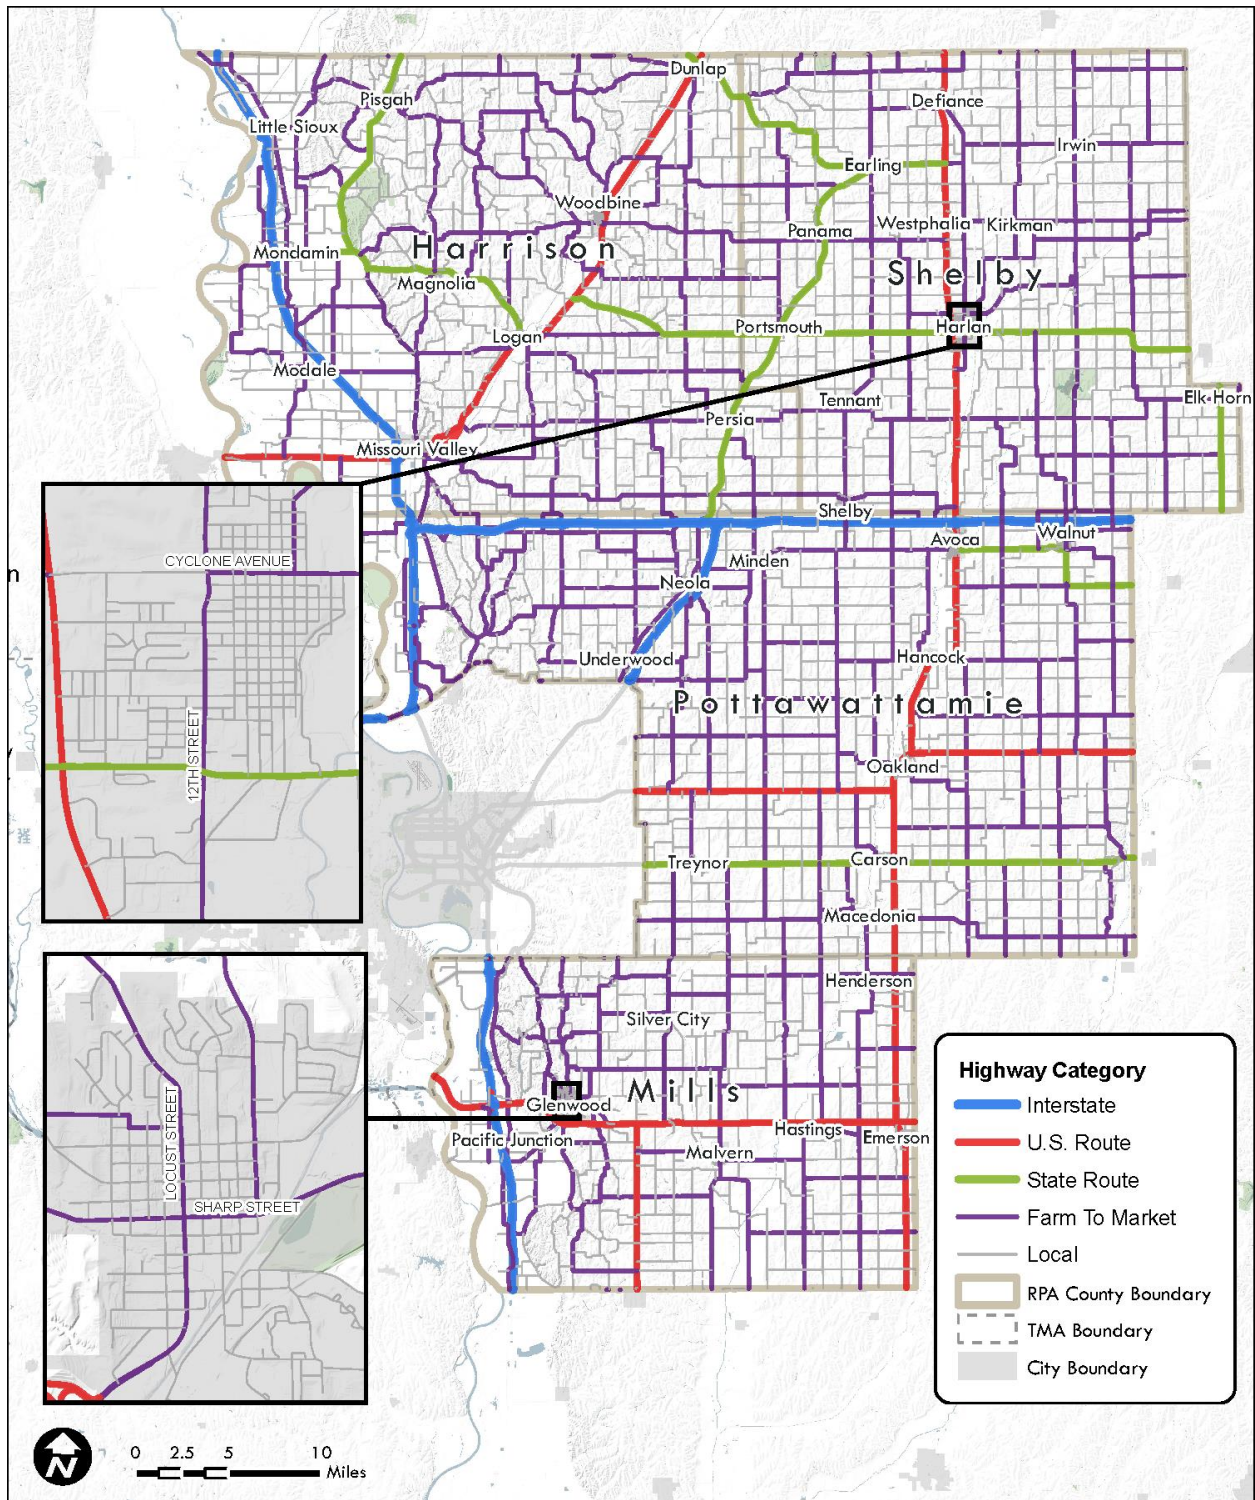 Dunlap
Pisgah
Defiance
Little Sioux
Irwin
Earling
Woodbine
Westphalia
Kirkman
Panama
Harrison
Mondamin
Shelby
Magnolia
Portsmouth
Harlan
Logan
Modale
Tennant
Elk Horn
Persia
Missouri Valley
Shelby
Walnut
Avoca
Minden
Neola
Underwood
Hancock
Pottawattamie
Oakland
Treynor
Carson
Macedonia
Henderson
Silver City
Mills
Glenwood
Hastings
Emerson
Pacific Junction
Malvern
n
CYCLONE AVENUE
12TH STREET
LOCUST STREET
SHARP STREET
Highway Category
Interstate
U.S. Route
State Route
Farm To Market
Local
RPA County Boundary
TMA Boundary
City Boundary
N
0 2.5 5 10
Miles